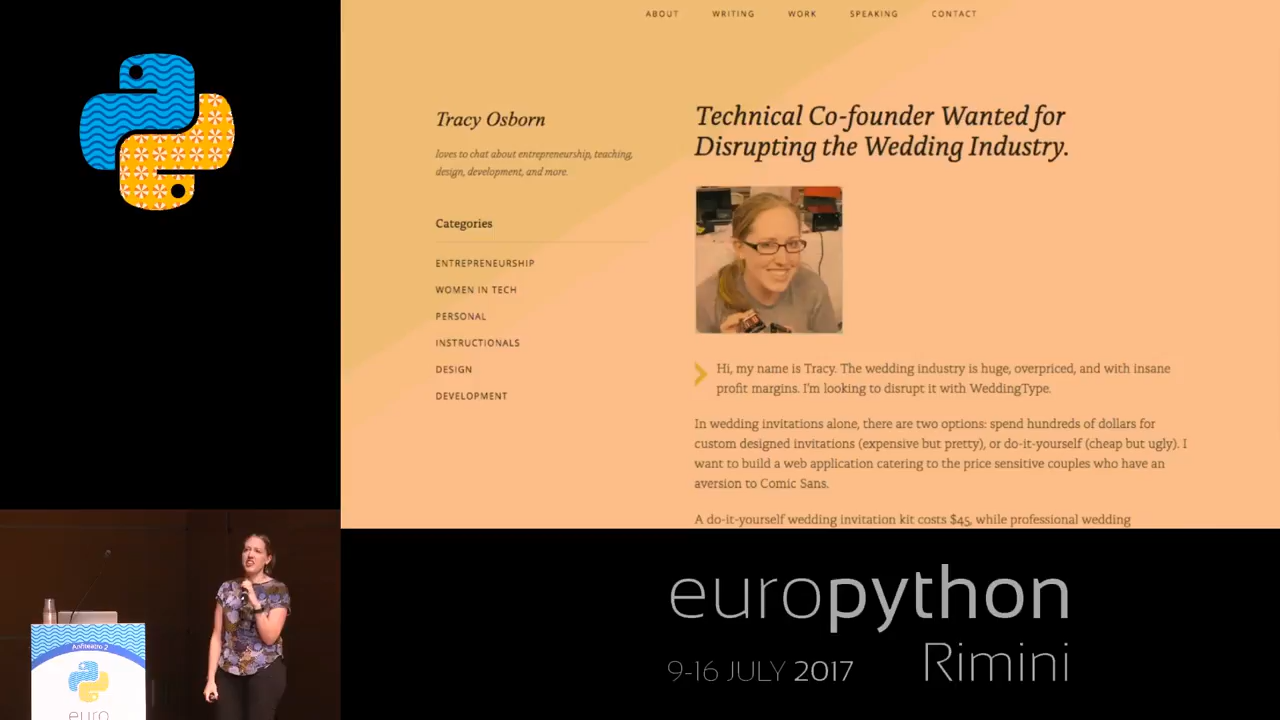 ABOUT WRITING WORK SPEAKING CONTACT
Tracy Osborn
loves to chat about entrepreneurship, teaching,
design, development, and more.
Categories
ENTREPRENEURSHIP
WOMEN IN TECH
PERSONAL
INSTRUCTIONALS
DESIGN
DEVELOPMENT
Technical Co-founder Wanted for
Disrupting the Wedding Industry.
Hi, my name is Tracy. The wedding industry is huge, overpriced, and with insane
profit margins. I'm looking to disrupt it with WeddingType.
In wedding invitations alone, there are two options: spend hundreds of dollars for
custom designed invitations (expensive but pretty), or do-it-yourself (cheap but ugly). I
want to build a web application catering to the price sensitive couples who have an
aversion to Comic Sans.
A do-it-yourself wedding invitation kit costs $45, while professional wedding
Anfiteatro 2
euro
europython
9-16 JULY 2017 Rimini